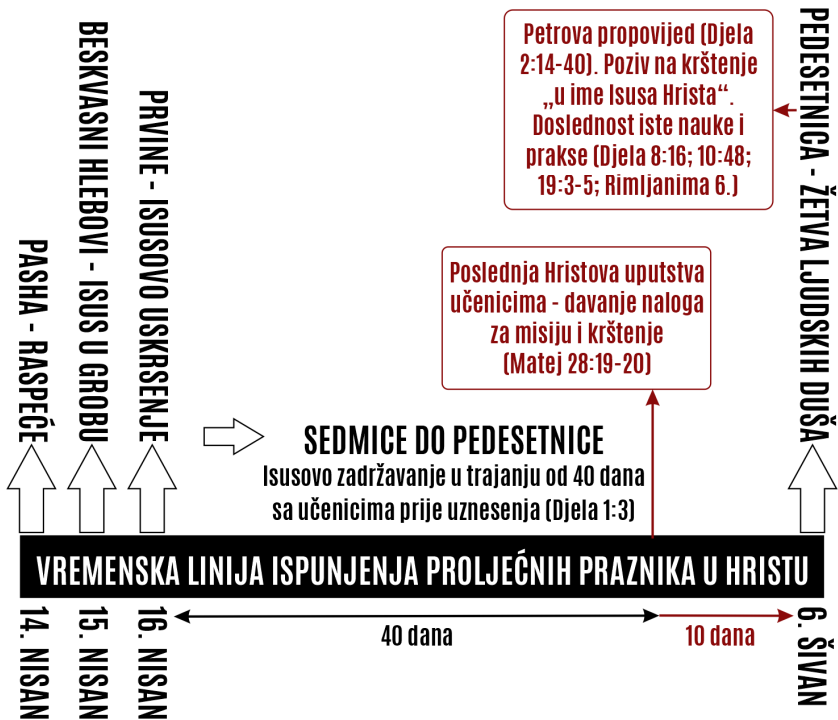 PASHA - RASPEĆE
BESKVASNI HLEBOVI - ISUS U GROBU
PRVINE - ISUSOVO USKRSENJE
Petrova propovijed (Djela
2:14-40). Poziv na krštenje
„u ime Isusa Hrista“.
Doslednost iste nauke i
prakse (Djela 8:16; 10:48;
19:3-5; Rimljanima 6.)
PEDESETNICA - ŽETVA LJUDSKIH DUŠA
Poslednja Hristova uputstva
učenicima - davanje naloga
za misiju i krštenje
(Matej 28:19-20)
SEDMICE DO PEDESETNICE
Isusovo zadržavanje u trajanju od 40 dana
sa učenicima prije uznesenja (Djela 1:3)
VREMENSKA LINIJA ISPUNJENJA PROLJEĆNIH PRAZNIKA U HRISTU
14. NISAN
15. NISAN
16. NISAN
40 dana
10 dana
6. ŠIVAN